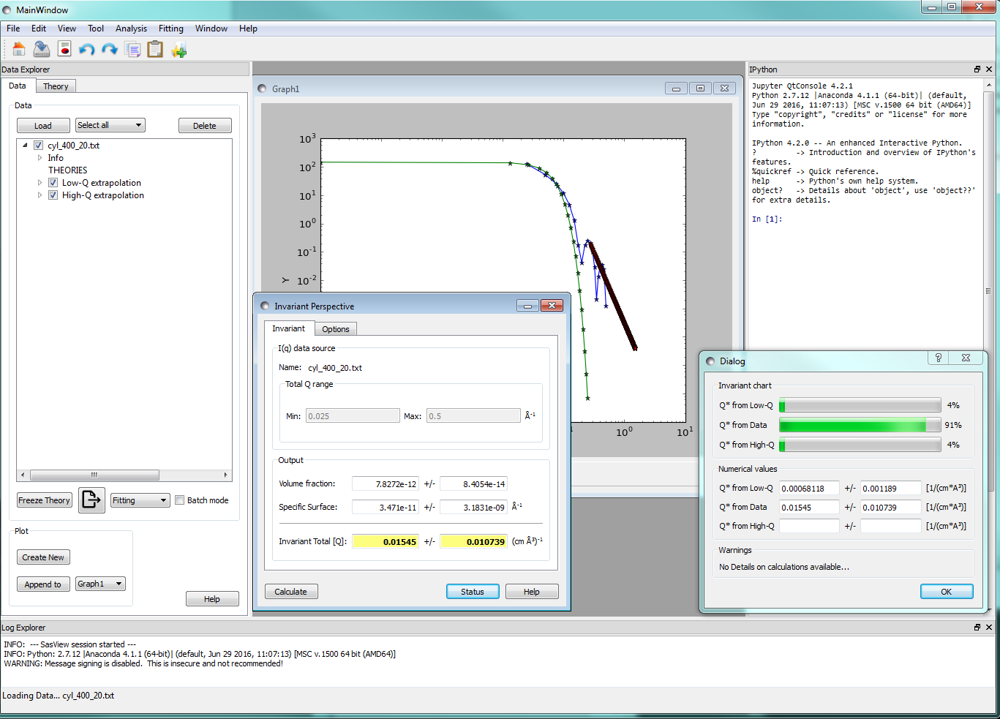 MainWindow
File Edit View Tool Analysis Fitting Window Help
Data Explorer
Data Theory
Data
Load Select all Delete
cyl_400_20.txt
Info
THEORIES
Low-Q extrapolation
High-Q extrapolation
Freeze Theory Fitting Batch mode
Plot
Create New
Append to Graph1
Help
Graph1
10³
10²
10¹
10⁰
10⁻¹
10⁻²
Y
10⁰ 10¹
Invariant Perspective
Invariant Options
I(q) data source
Name: cyl_400_20.txt
Total Q range
Min: 0.025 Max: 0.5 Å⁻¹
Output
Volume fraction: 7.8272e-12 +/- 8.4054e-14
Specific Surface: 3.471e-11 +/- 3.1831e-09 Å⁻¹
Invariant Total [Q]: 0.01545 +/- 0.010739 (cm Å³)⁻¹
Calculate Status Help
IPython
Jupyter QtConsole 4.2.1
Python 2.7.12 |Anaconda 4.1.1 (64-bit)| (default,
Jun 29 2016, 11:07:13) [MSC v.1500 64 bit (AMD64)]
Type "copyright", "credits" or "license" for more
information.
IPython 4.2.0 -- An enhanced Interactive Python.
? -> Introduction and overview of IPython's
features.
%quickref -> Quick reference.
help -> Python's own help system.
object? -> Details about 'object', use 'object??'
for extra details.
In [1]:
Dialog
Invariant chart
Q* from Low-Q 4%
Q* from Data 91%
Q* from High-Q 4%
Numerical values
Q* from Low-Q 0.00068118 +/- 0.001189 [1/(cm*A³)]
Q* from Data 0.01545 +/- 0.010739 [1/(cm*A³)]
Q* from High-Q +/- [1/(cm*A³)]
Warnings
No Details on calculations available...
OK
Log Explorer
INFO: --- SasView session started ---
INFO: Python: 2.7.12 |Anaconda 4.1.1 (64-bit)| (default, Jun 29 2016, 11:07:13) [MSC v.1500 64 bit (AMD64)]
WARNING: Message signing is disabled. This is insecure and not recommended!
Loading Data... cyl_400_20.txt